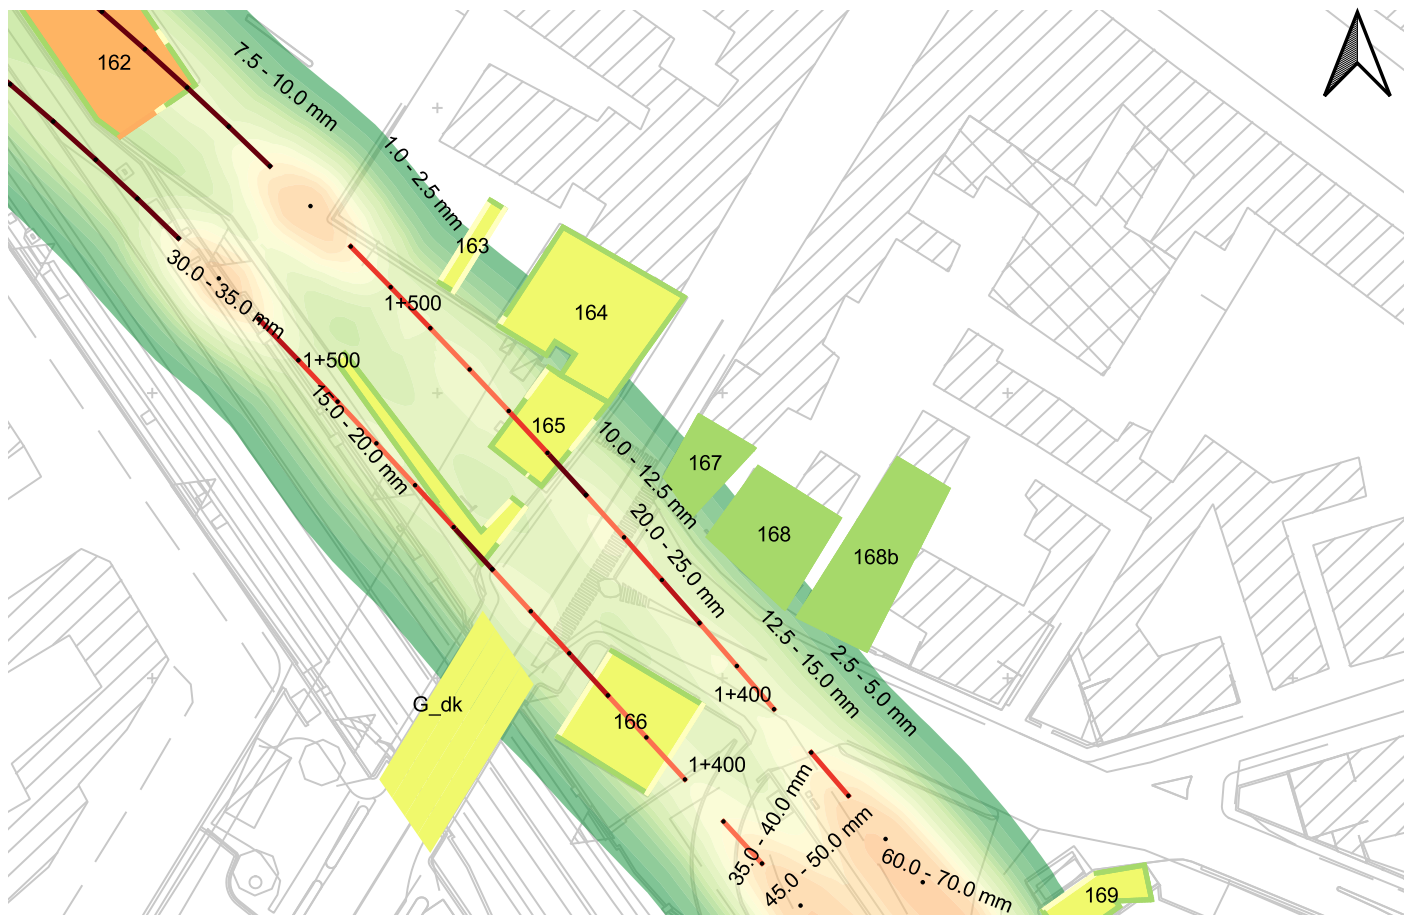 162
7.5 - 10.0 mm
1.0 - 2.5 mm
163
30.0 - 35.0 mm
1+500
164
1+500
15.0 - 20.0 mm
165
10.0 - 12.5 mm
167
20.0 - 25.0 mm
168
168b
12.5 - 15.0 mm
2.5 - 5.0 mm
G_dk
166
1+400
1+400
35.0 - 40.0 mm
45.0 - 50.0 mm
60.0 - 70.0 mm
169